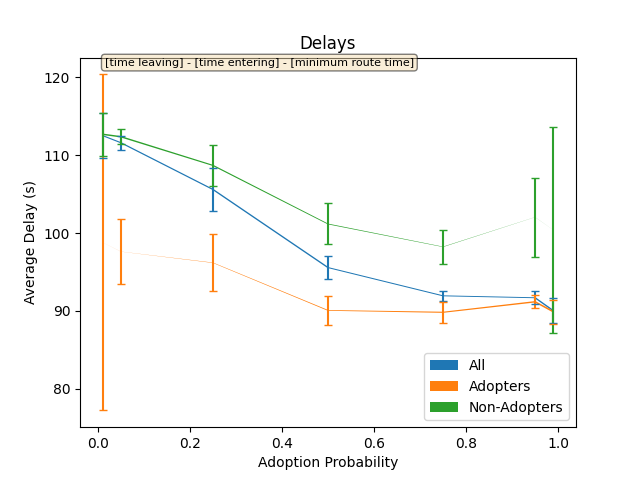 Delays
[time leaving] - [time entering] - [minimum route time]
120
110
100
90
80
Average Delay (s)
All
Adopters
Non-Adopters
0.0 0.2 0.4 0.6 0.8 1.0
Adoption Probability